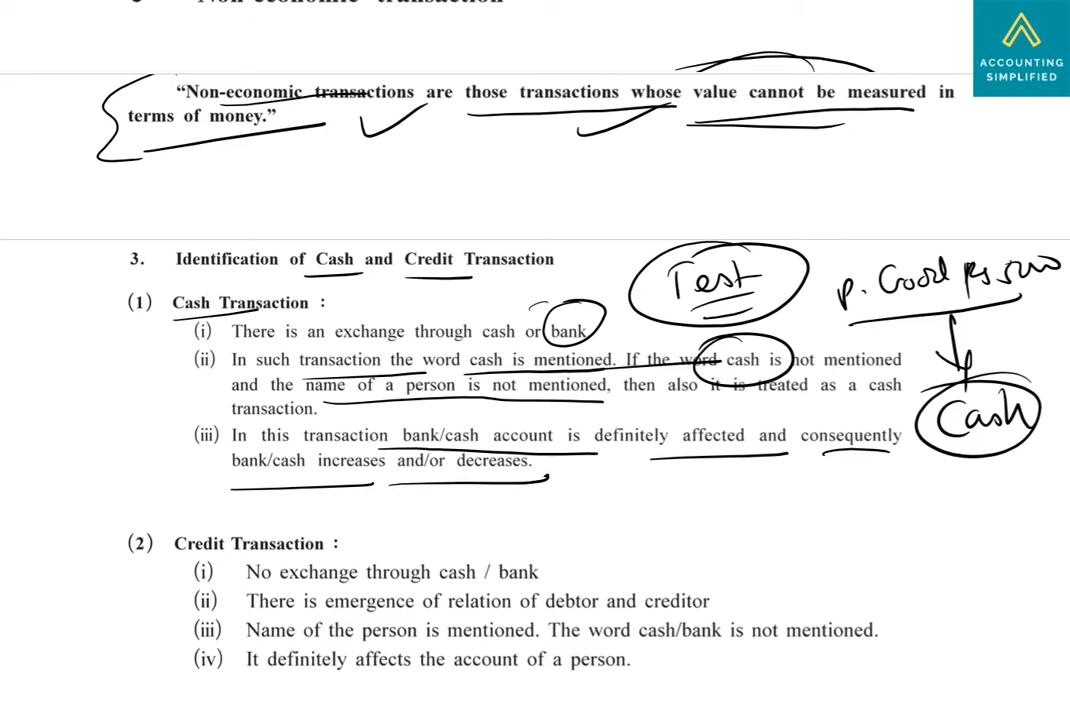 ACCOUNTING
SIMPLIFIED
“Non-economic transactions are those transactions whose value cannot be measured in
terms of money.”
3. Identification of Cash and Credit Transaction
Test
P. Good
(1) Cash Transaction :
(i) There is an exchange through cash or bank
(ii) In such transaction the word cash is mentioned. If the word cash is not mentioned
and the name of a person is not mentioned, then also it is treated as a cash
transaction.
Cash
(iii) In this transaction bank/cash account is definitely affected and consequently
bank/cash increases and/or decreases.
(2) Credit Transaction :
(i) No exchange through cash / bank
(ii) There is emergence of relation of debtor and creditor
(iii) Name of the person is mentioned. The word cash/bank is not mentioned.
(iv) It definitely affects the account of a person.